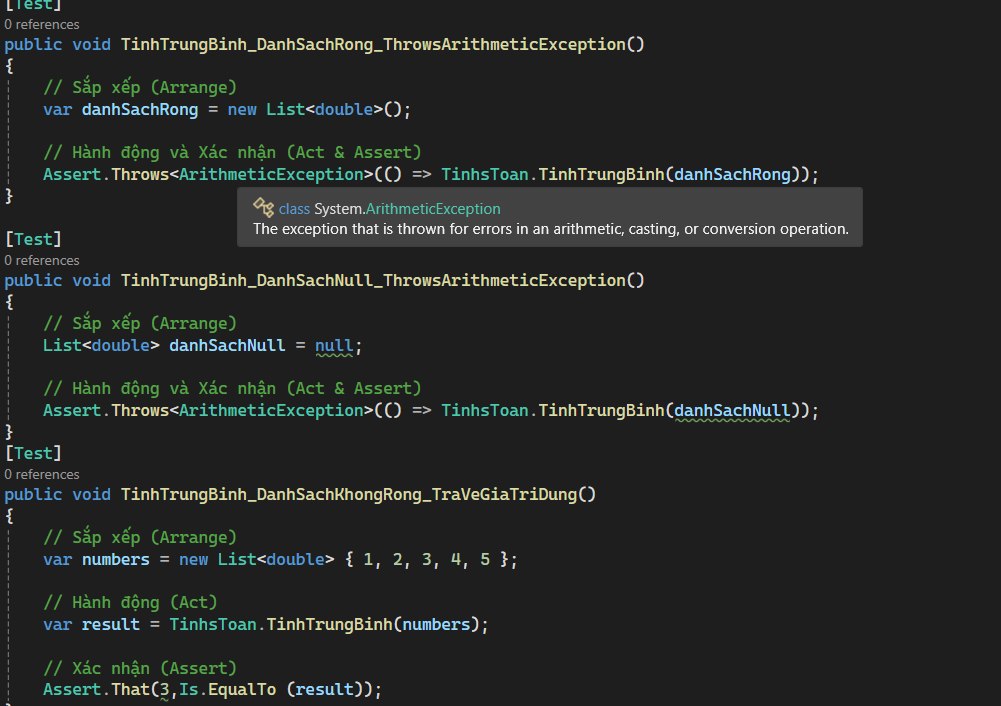 [Test]
0 references
public void TinhTrungBinh_DanhSachRong_ThrowsArithmeticException()
{
// Sắp xếp (Arrange)
var danhSachRong = new List<double>();
// Hành động và Xác nhận (Act & Assert)
Assert.Throws<ArithmeticException>(() => TinhsToan.TinhTrungBinh(danhSachRong));
}
class System.ArithmeticException
The exception that is thrown for errors in an arithmetic, casting, or conversion operation.
[Test]
0 references
public void TinhTrungBinh_DanhSachNull_ThrowsArithmeticException()
{
// Sắp xếp (Arrange)
List<double> danhSachNull = null;
// Hành động và Xác nhận (Act & Assert)
Assert.Throws<ArithmeticException>(() => TinhsToan.TinhTrungBinh(danhSachNull));
}
[Test]
0 references
public void TinhTrungBinh_DanhSachKhongRong_TraVeGiaTriDung()
{
// Sắp xếp (Arrange)
var numbers = new List<double> { 1, 2, 3, 4, 5 };
// Hành động (Act)
var result = TinhsToan.TinhTrungBinh(numbers);
// Xác nhận (Assert)
Assert.That(3,Is.EqualTo (result));
}